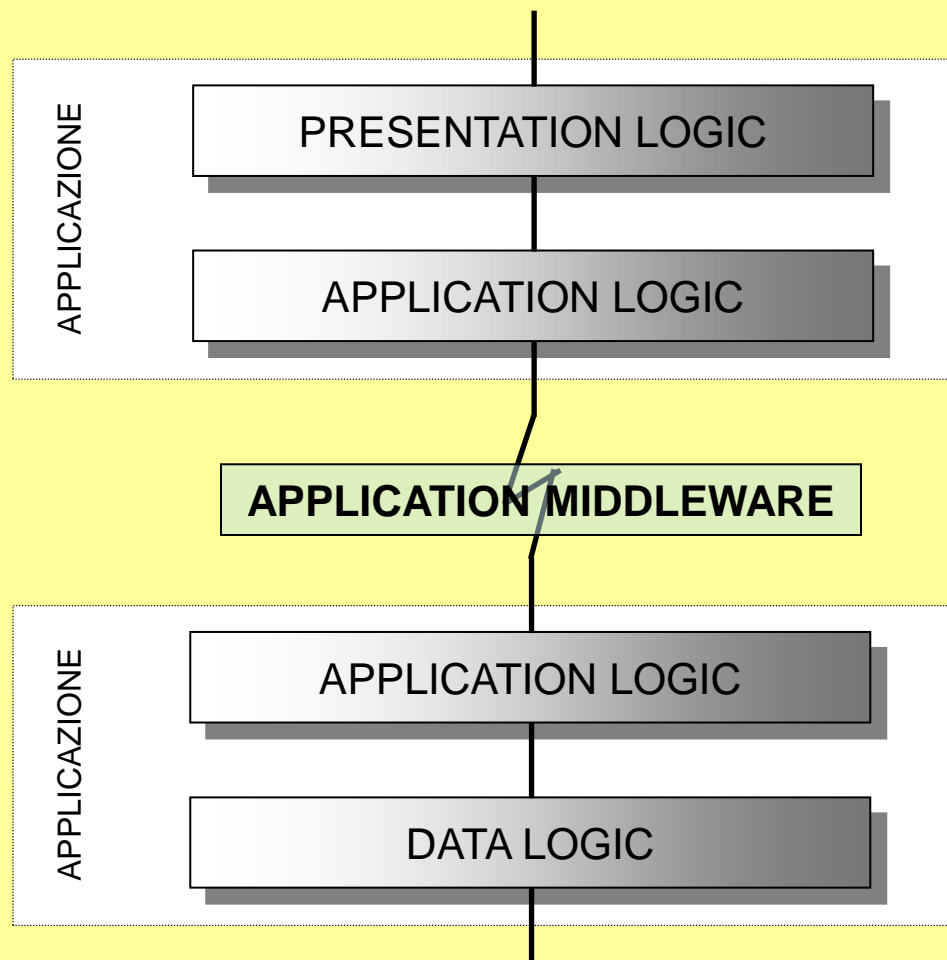 APPLICAZIONE
PRESENTATION LOGIC
APPLICATION LOGIC
APPLICATION MIDDLEWARE
APPLICAZIONE
APPLICATION LOGIC
DATA LOGIC